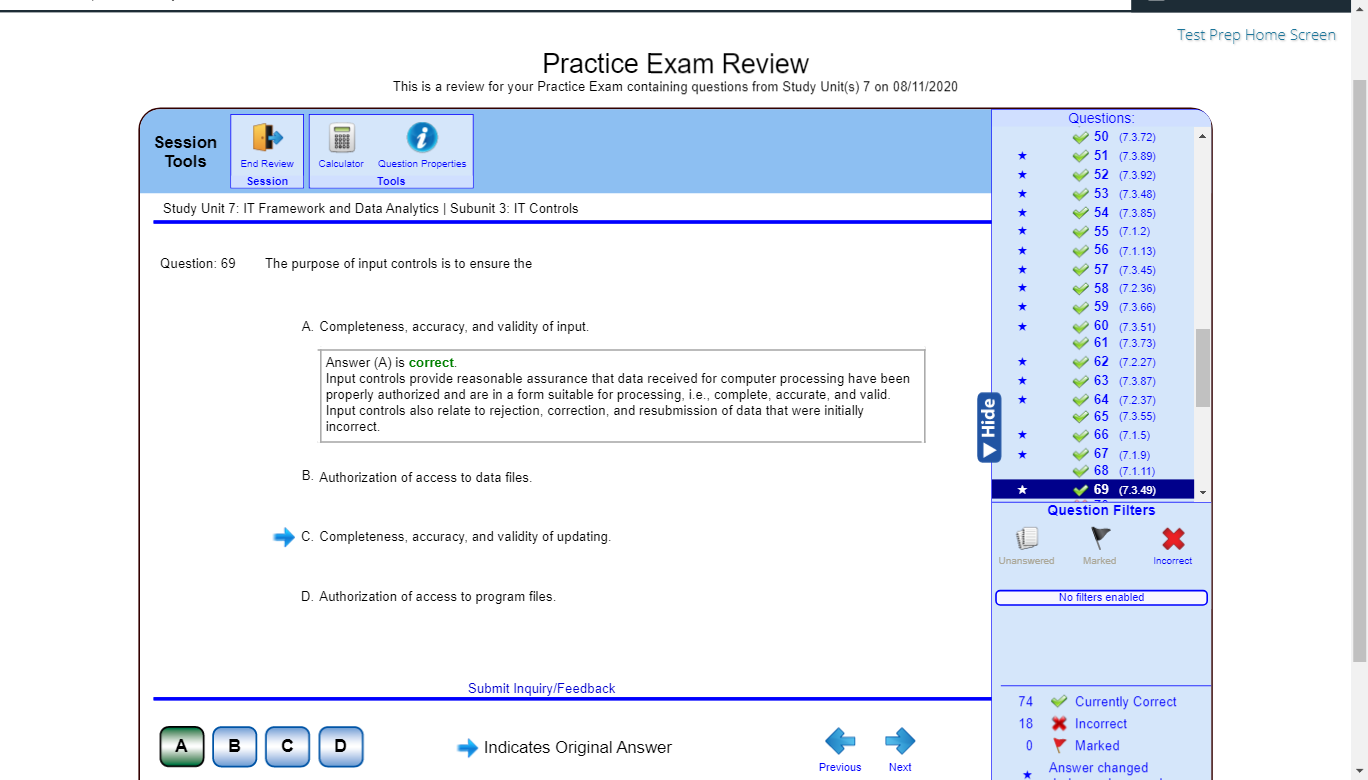 Test Prep Home Screen
Practice Exam Review
This is a review for your Practice Exam containing questions from Study Unit(s) 7 on 08/11/2020
Session Tools
End Review
Session
Calculator
Question Properties
Tools
Study Unit 7: IT Framework and Data Analytics | Subunit 3: IT Controls
Question: 69 The purpose of input controls is to ensure the
A. Completeness, accuracy, and validity of input.
Answer (A) is correct.
Input controls provide reasonable assurance that data received for computer processing have been
properly authorized and are in a form suitable for processing, i.e., complete, accurate, and valid.
Input controls also relate to rejection, correction, and resubmission of data that were initially
incorrect.
B. Authorization of access to data files.
C. Completeness, accuracy, and validity of updating.
D. Authorization of access to program files.
Submit Inquiry/Feedback
A B C D
Indicates Original Answer
Previous
Next
Questions:
50 (7.3.72)
51 (7.3.89)
52 (7.3.92)
53 (7.3.48)
54 (7.3.85)
55 (7.1.2)
56 (7.1.13)
57 (7.3.45)
58 (7.2.36)
59 (7.3.66)
60 (7.3.51)
61 (7.3.73)
62 (7.2.27)
63 (7.3.87)
64 (7.2.37)
65 (7.3.55)
66 (7.1.5)
67 (7.1.9)
68 (7.1.11)
69 (7.3.49)
Hide
Question Filters
Unanswered
Marked
Incorrect
No filters enabled
74 Currently Correct
18 Incorrect
0 Marked
Answer changed